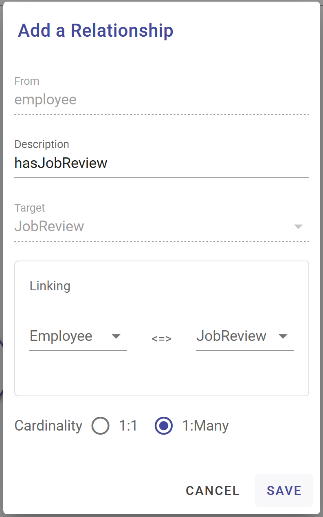 Add a Relationship
From
employee
Description
hasJobReview
Target
JobReview
Linking
Employee <=> JobReview
Cardinality 1:1 1:Many
CANCEL SAVE